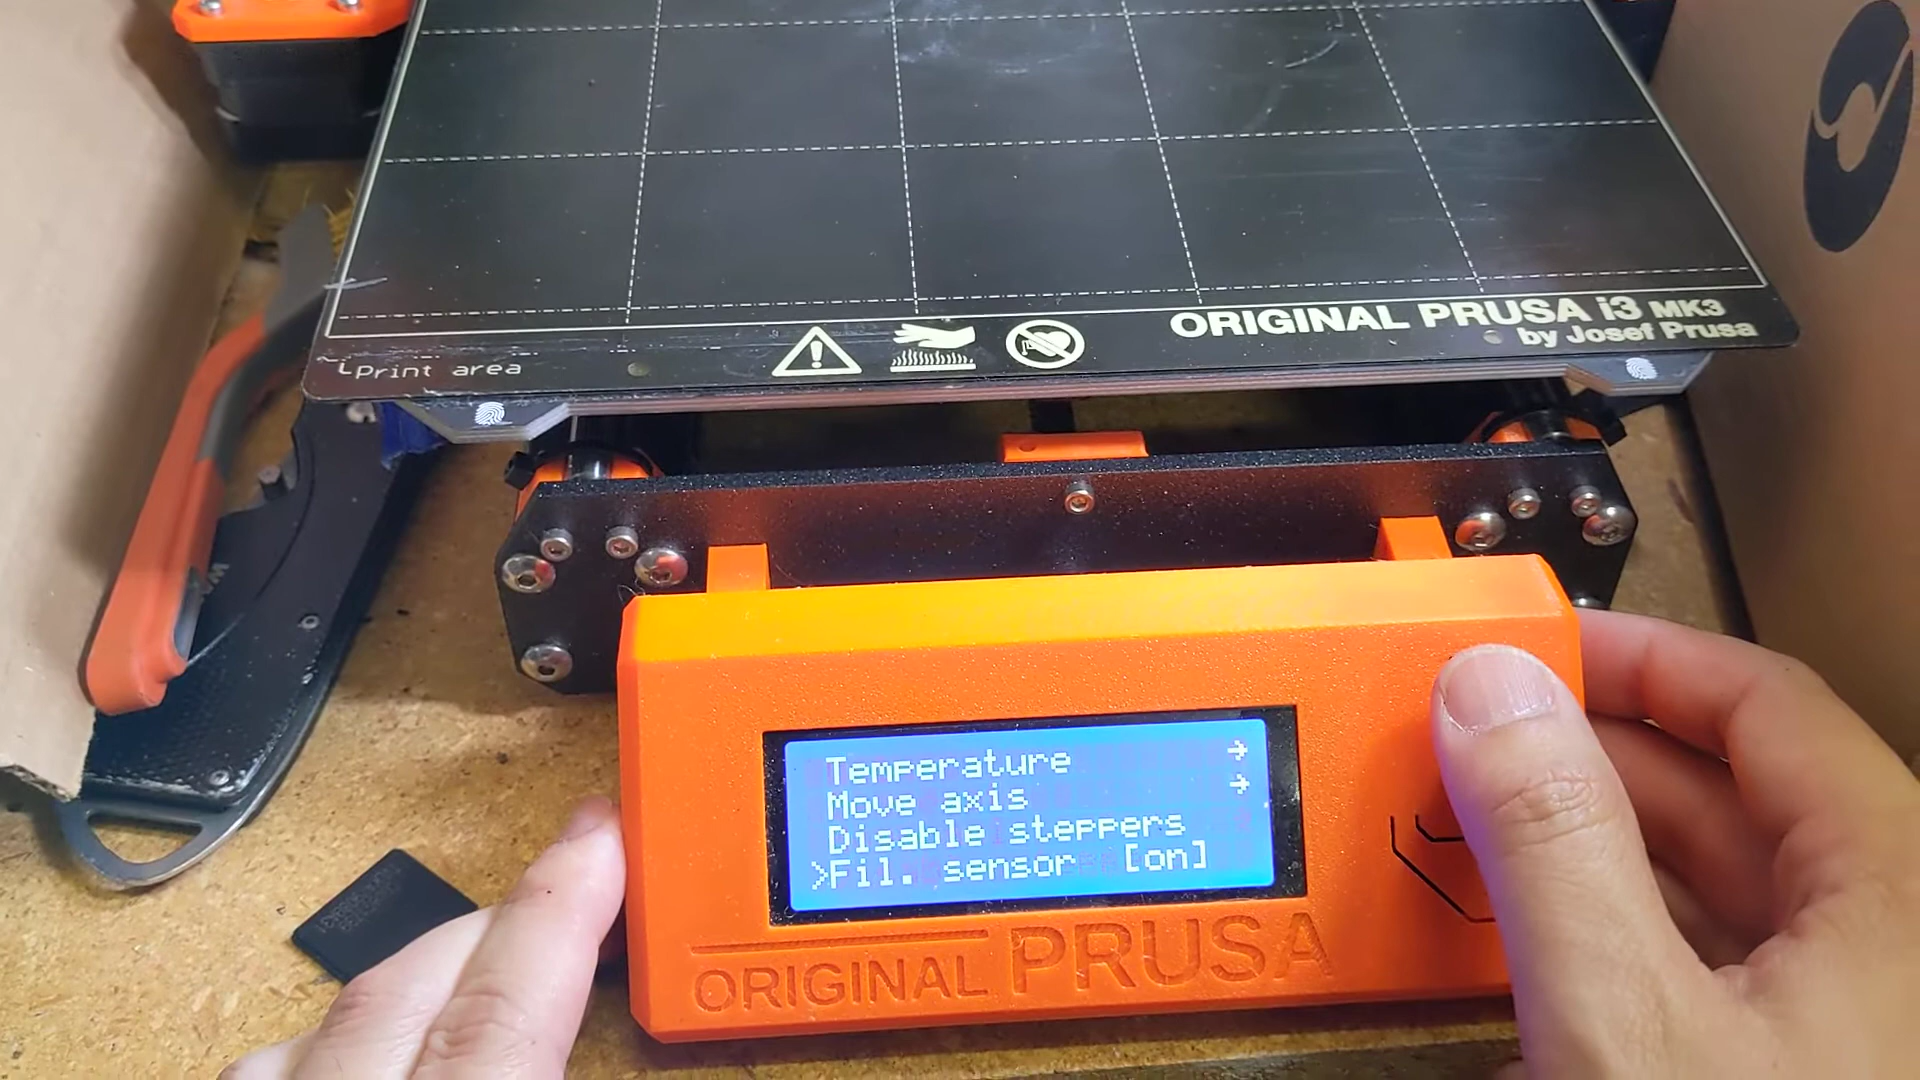 ORIGINAL PRUSA i3 MK3
by Josef Prusa
Print area
Temperature →
Move axis →
Disable steppers
>Fil. sensor [on]
ORIGINAL PRUSA